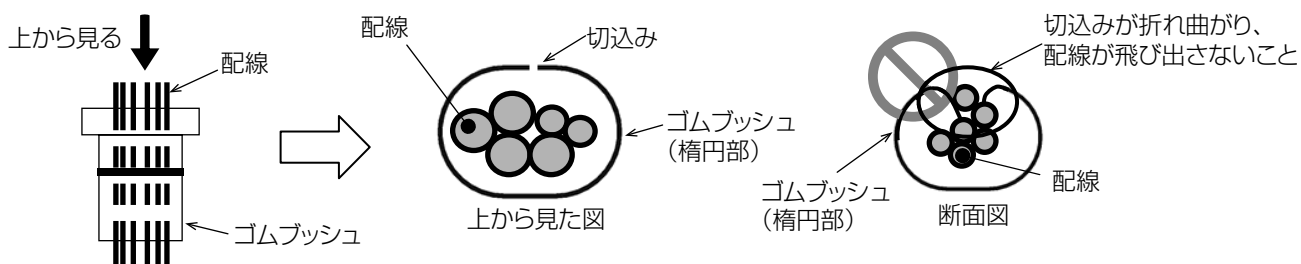 上から見る
配線
ゴムブッシュ
配線
切込み
ゴムブッシュ
（楕円部）
上から見た図
切込みが折れ曲がり、
配線が飛び出さないこと
ゴムブッシュ
（楕円部）
配線
断面図